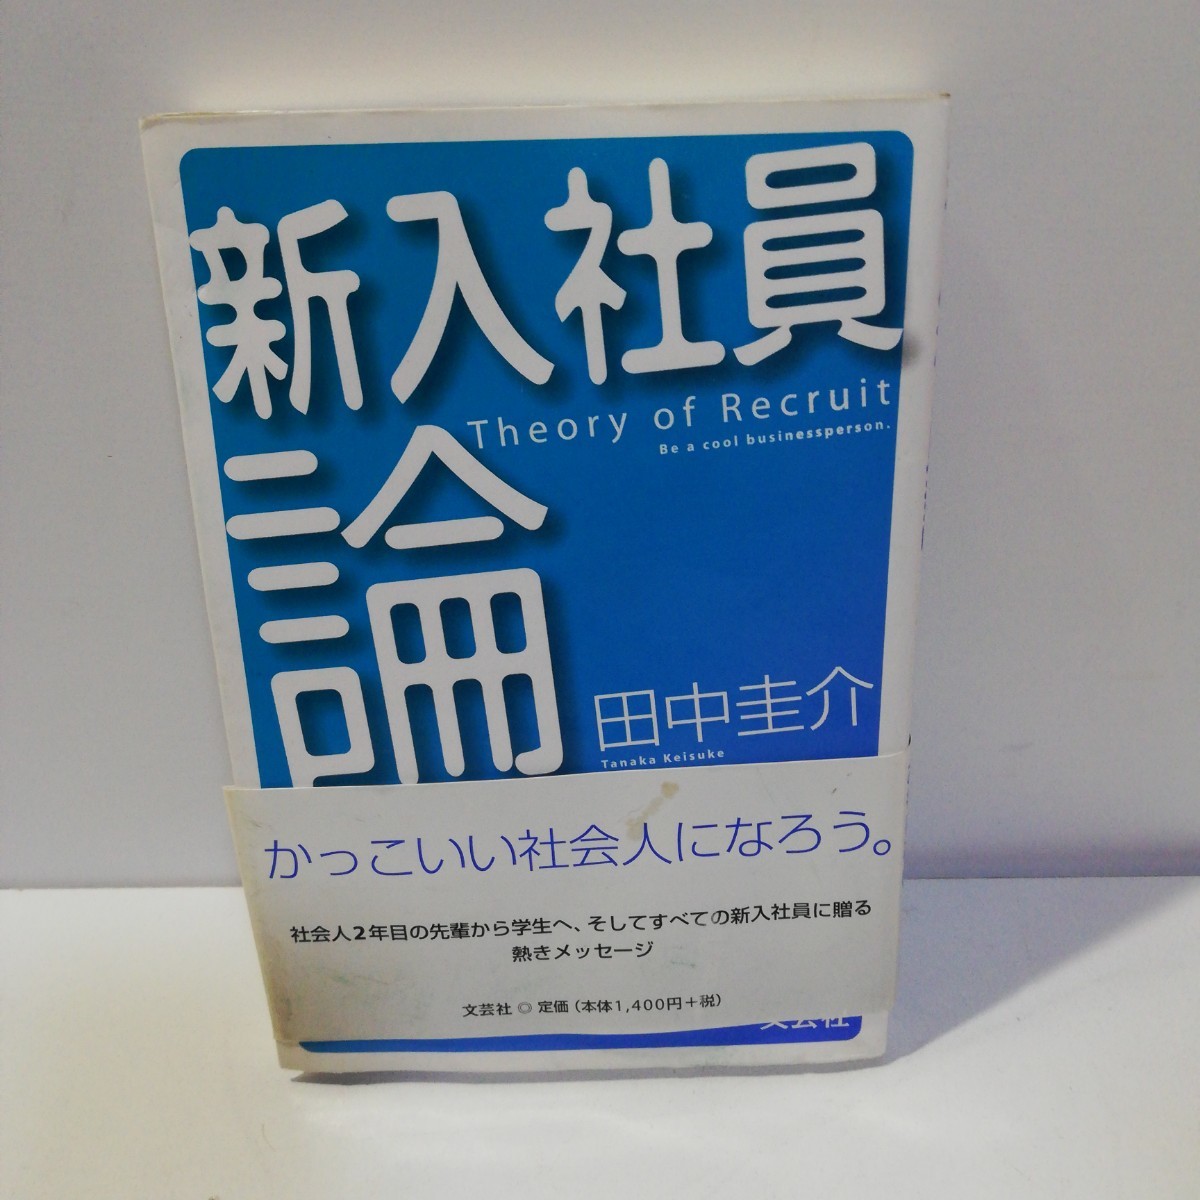 新入社員
Theory of Recruit
Be a cool businessperson.
論
田中圭介
Tanaka Keisuke
かっこいい社会人になろう。
社会人2年目の先輩から学生へ、そしてすべての新入社員に贈る
熱きメッセージ
文芸社 ◎ 定価（本体1,400円＋税）
文芸社